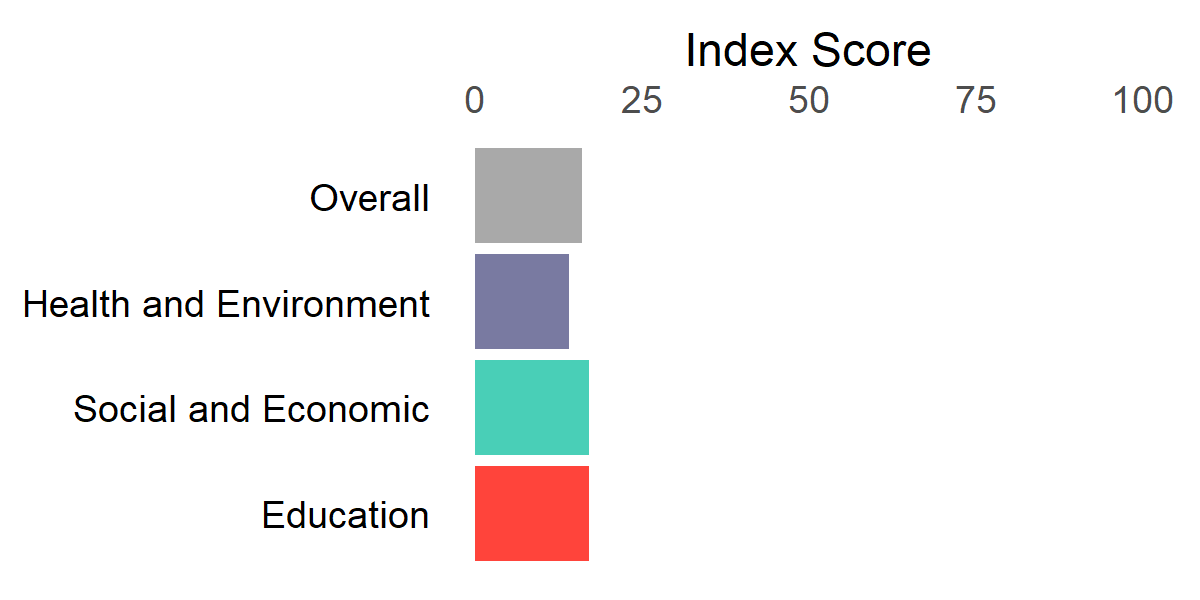 Index Score
0 25 50 75 100
Overall
Health and Environment
Social and Economic
Education